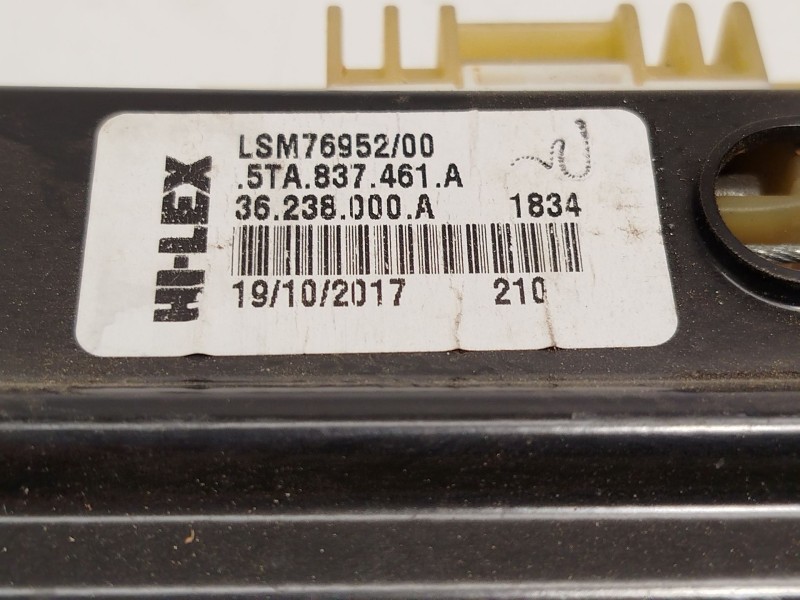 HI-LEX
LSM76952/00
.5TA.837.461.A
36.238.000.A 1834
19/10/2017 210